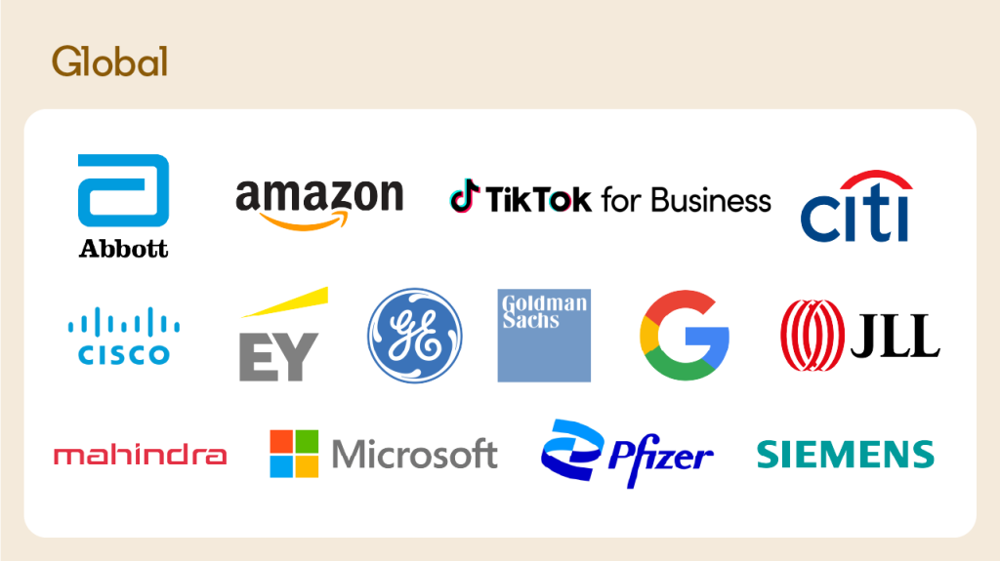 Global
Abbott
amazon
TikTok for Business
citi
CISCO
EY
GE
Goldman
Sachs
G
JLL
mahindra
Microsoft
Pfizer
SIEMENS